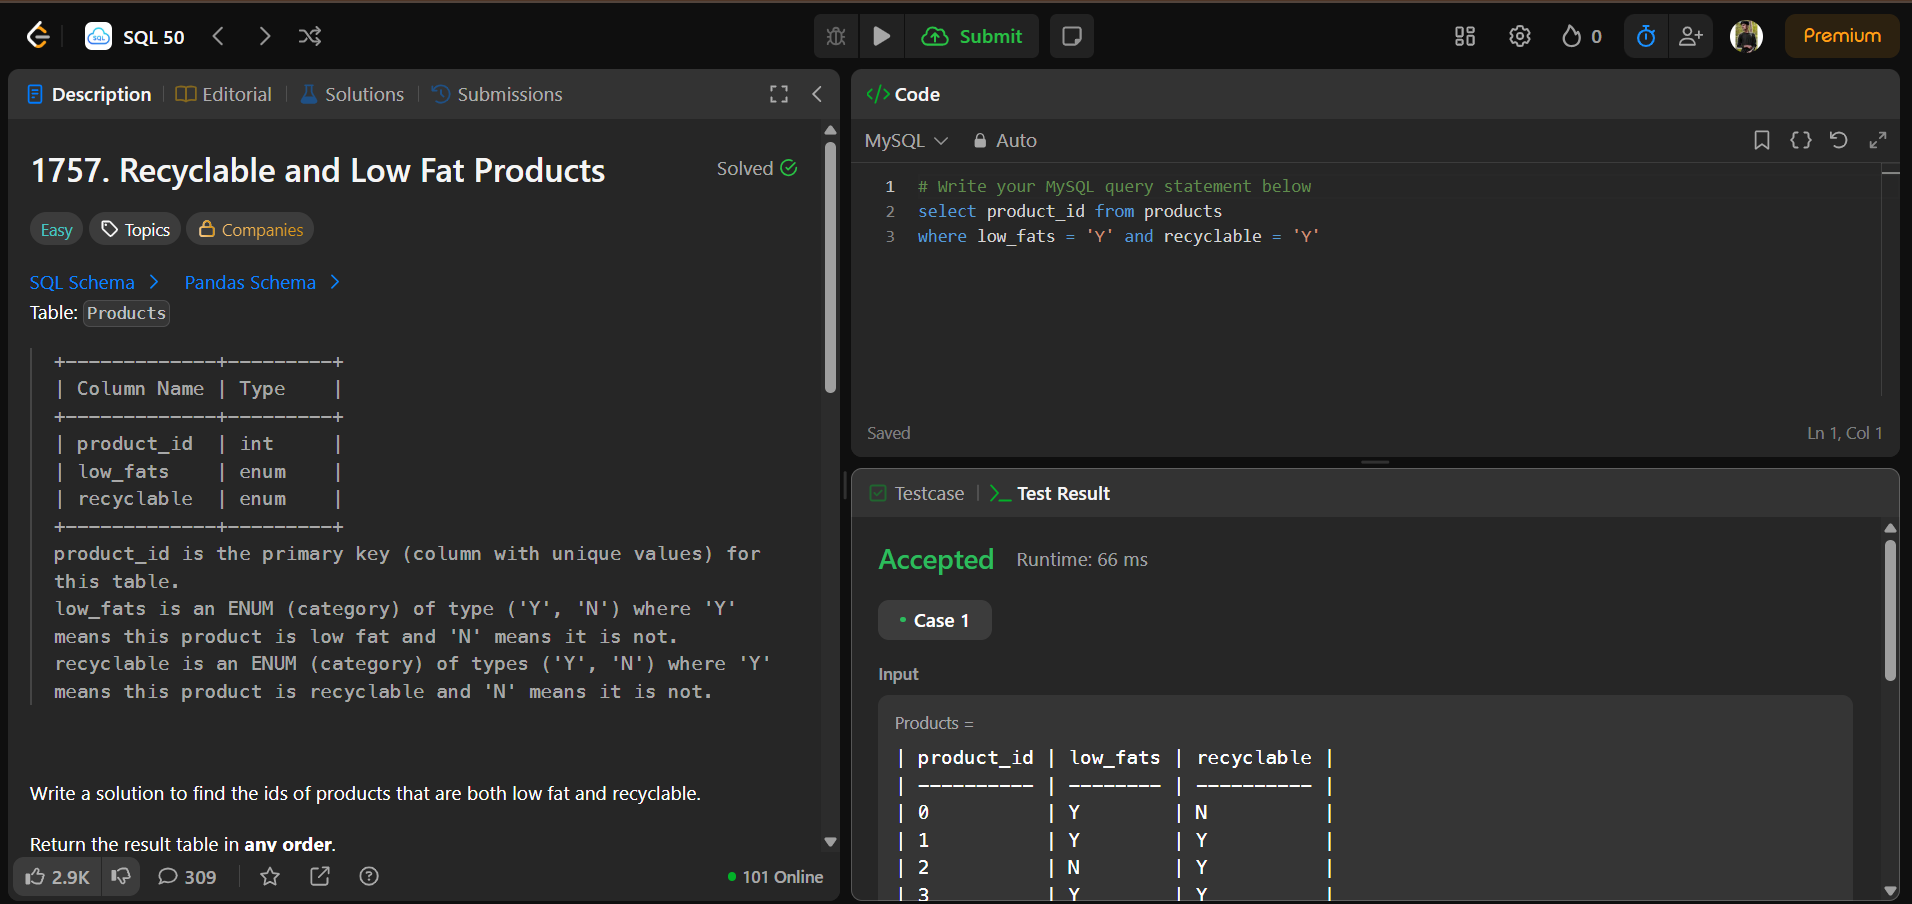 SQL 50
Submit
0
Premium
Description
Editorial
Solutions
Submissions
1757. Recyclable and Low Fat Products
Solved
Easy
Topics
Companies
SQL Schema
Pandas Schema
Table: Products
+-------------+---------+
| Column Name | Type    |
+-------------+---------+
| product_id  | int     |
| low_fats    | enum    |
| recyclable  | enum    |
+-------------+---------+
product_id is the primary key (column with unique values) for
this table.
low_fats is an ENUM (category) of type ('Y', 'N') where 'Y'
means this product is low fat and 'N' means it is not.
recyclable is an ENUM (category) of types ('Y', 'N') where 'Y'
means this product is recyclable and 'N' means it is not.
Write a solution to find the ids of products that are both low fat and recyclable.
Return the result table in any order.
2.9K
309
101 Online
</> Code
MySQL
Auto
1 # Write your MySQL query statement below
2 select product_id from products
3 where low_fats = 'Y' and recyclable = 'Y'
Saved
Ln 1, Col 1
Testcase
Test Result
Accepted
Runtime: 66 ms
Case 1
Input
Products =
| product_id | low_fats | recyclable |
| ---------- | -------- | ---------- |
| 0          | Y        | N          |
| 1          | Y        | Y          |
| 2          | N        | Y          |
| 3          | Y        | Y          |